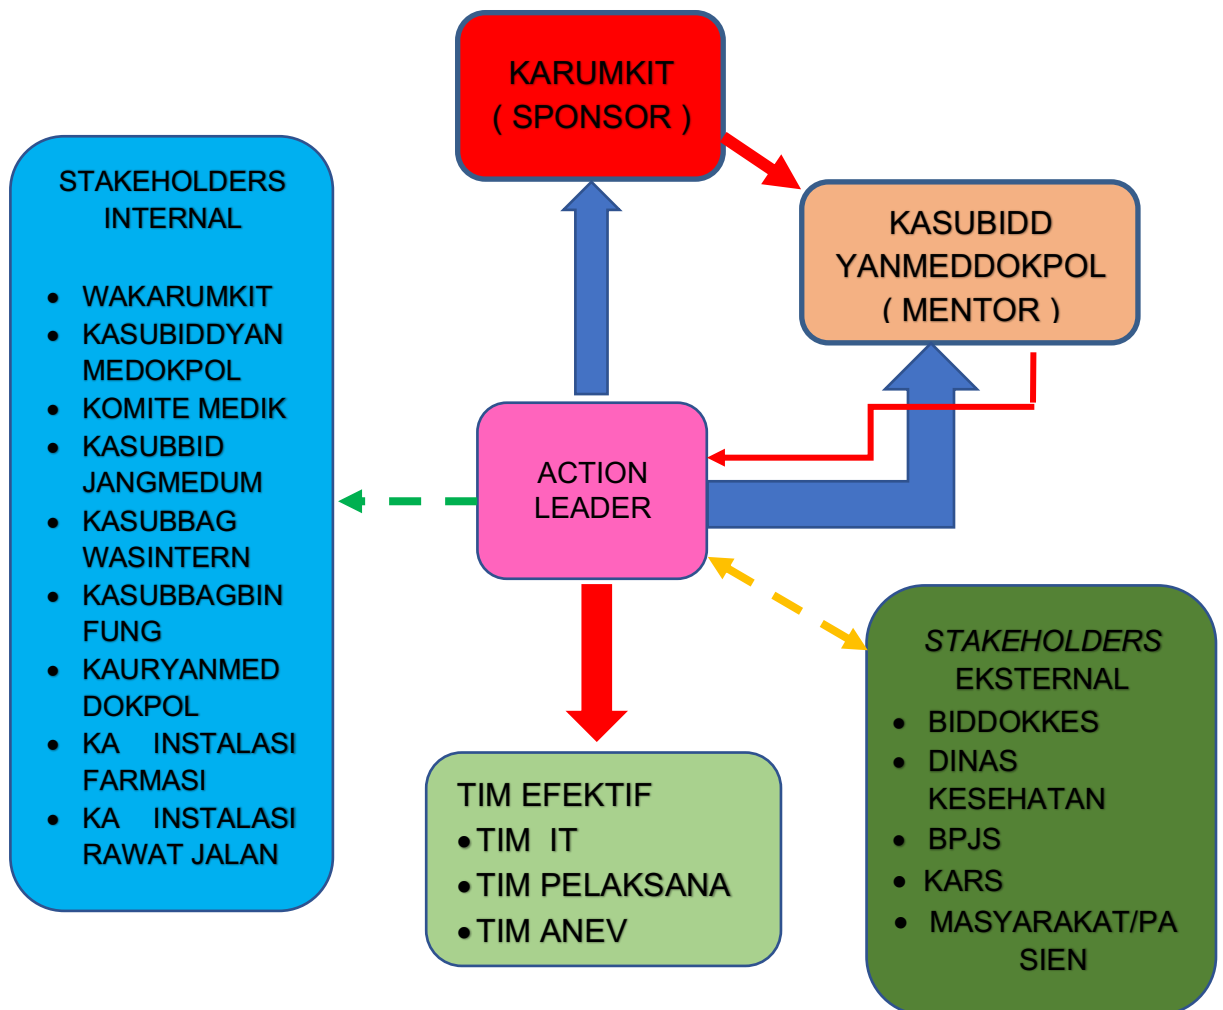 KARUMKIT
( SPONSOR )
KASUBIDD
YANMEDDOKPOL
( MENTOR )
STAKEHOLDERS
INTERNAL
• WAKARUMKIT
• KASUBIDDYAN
MEDOKPOL
• KOMITE MEDIK
• KASUBBID
JANGMEDUM
• KASUBBAG
WASINTERN
• KASUBBAGBIN
FUNG
• KAURYANMED
DOKPOL
• KA INSTALASI
FARMASI
• KA INSTALASI
RAWAT JALAN
ACTION
LEADER
TIM EFEKTIF
• TIM IT
• TIM PELAKSANA
• TIM ANEV
STAKEHOLDERS
EKSTERNAL
• BIDDOKKES
• DINAS
KESEHATAN
• BPJS
• KARS
• MASYARAKAT/PA
SIEN